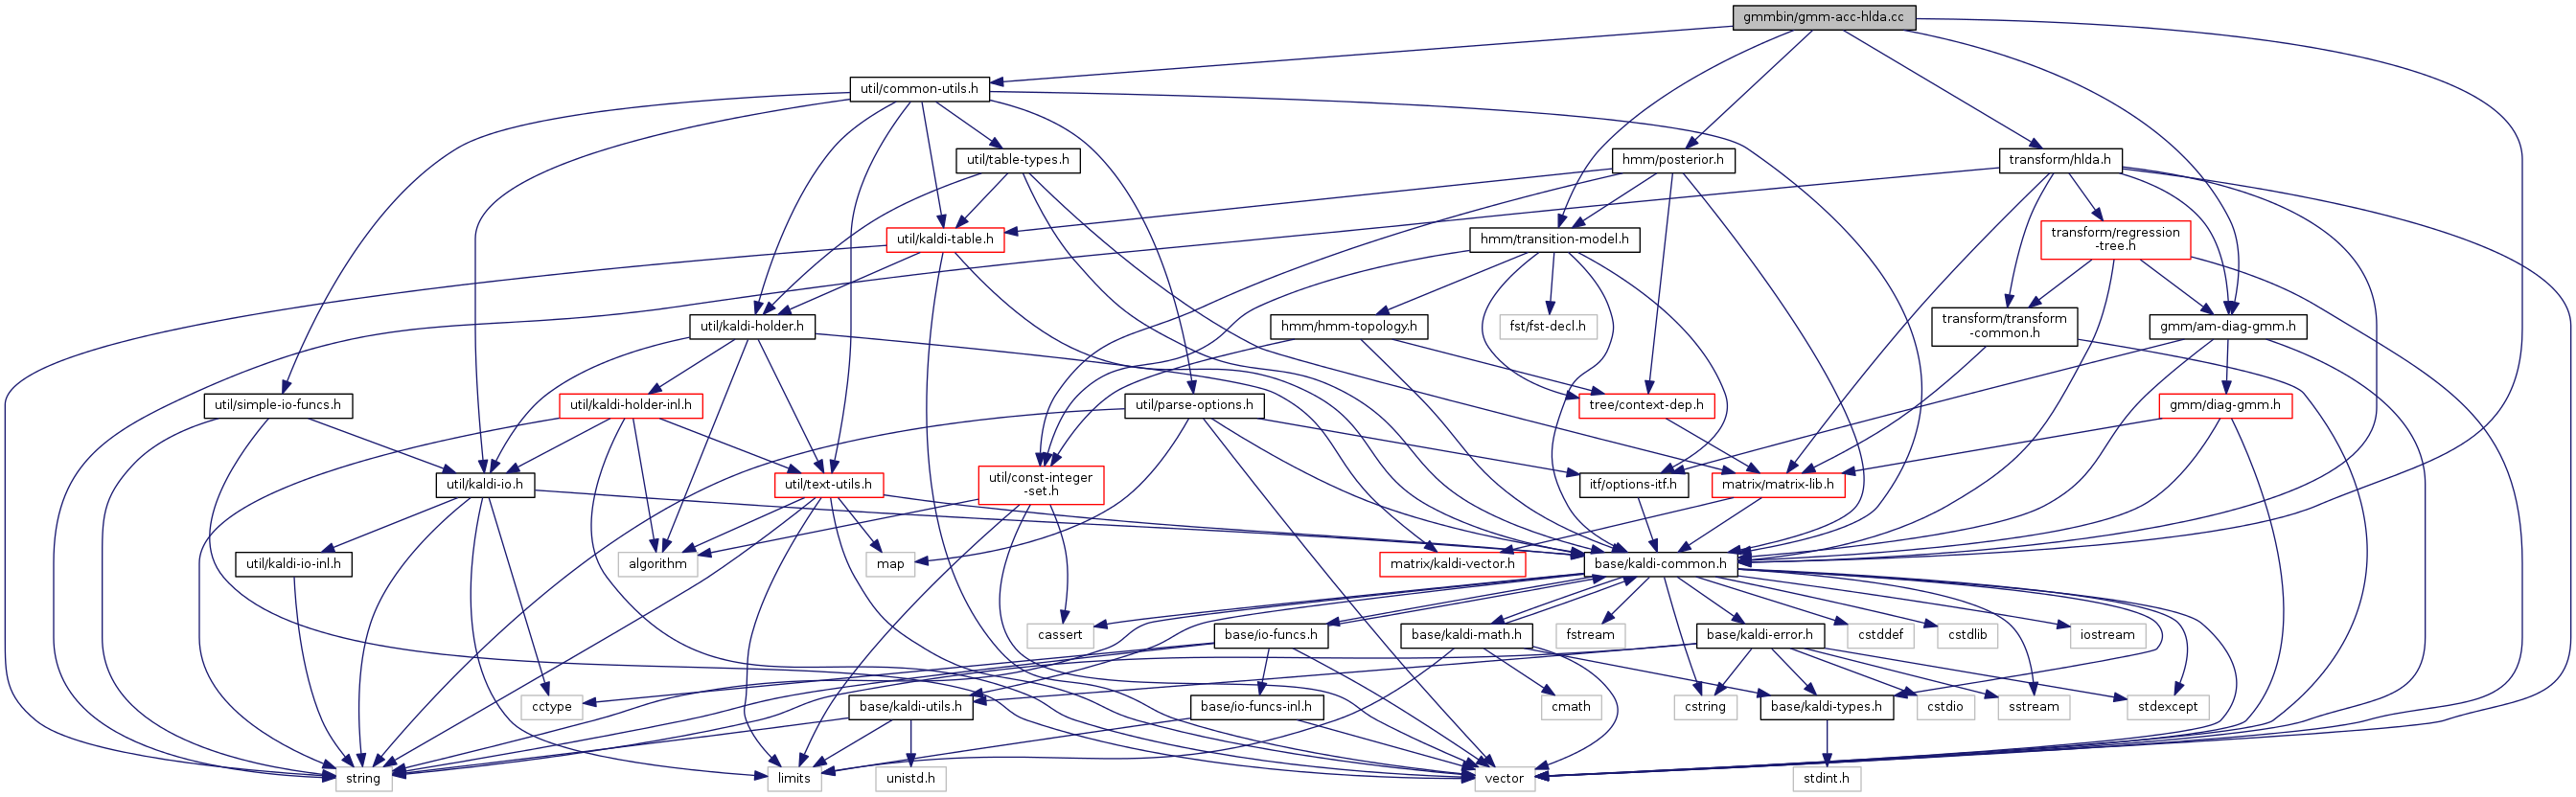 gmmbin/gmm-acc-hlda.cc
util/common-utils.h
util/table-types.h
hmm/posterior.h
transform/hlda.h
util/kaldi-table.h
hmm/transition-model.h
transform/regression
-tree.h
util/kaldi-holder.h
hmm/hmm-topology.h
fst/fst-decl.h
transform/transform
-common.h
gmm/am-diag-gmm.h
util/simple-io-funcs.h
util/kaldi-holder-inl.h
util/parse-options.h
tree/context-dep.h
gmm/diag-gmm.h
util/kaldi-io.h
util/text-utils.h
util/const-integer
-set.h
itf/options-itf.h
matrix/matrix-lib.h
util/kaldi-io-inl.h
algorithm
map
matrix/kaldi-vector.h
base/kaldi-common.h
cassert
base/io-funcs.h
base/kaldi-math.h
fstream
base/kaldi-error.h
cstddef
cstdlib
iostream
cctype
base/kaldi-utils.h
base/io-funcs-inl.h
cmath
cstring
base/kaldi-types.h
cstdio
sstream
stdexcept
string
limits
unistd.h
vector
stdint.h